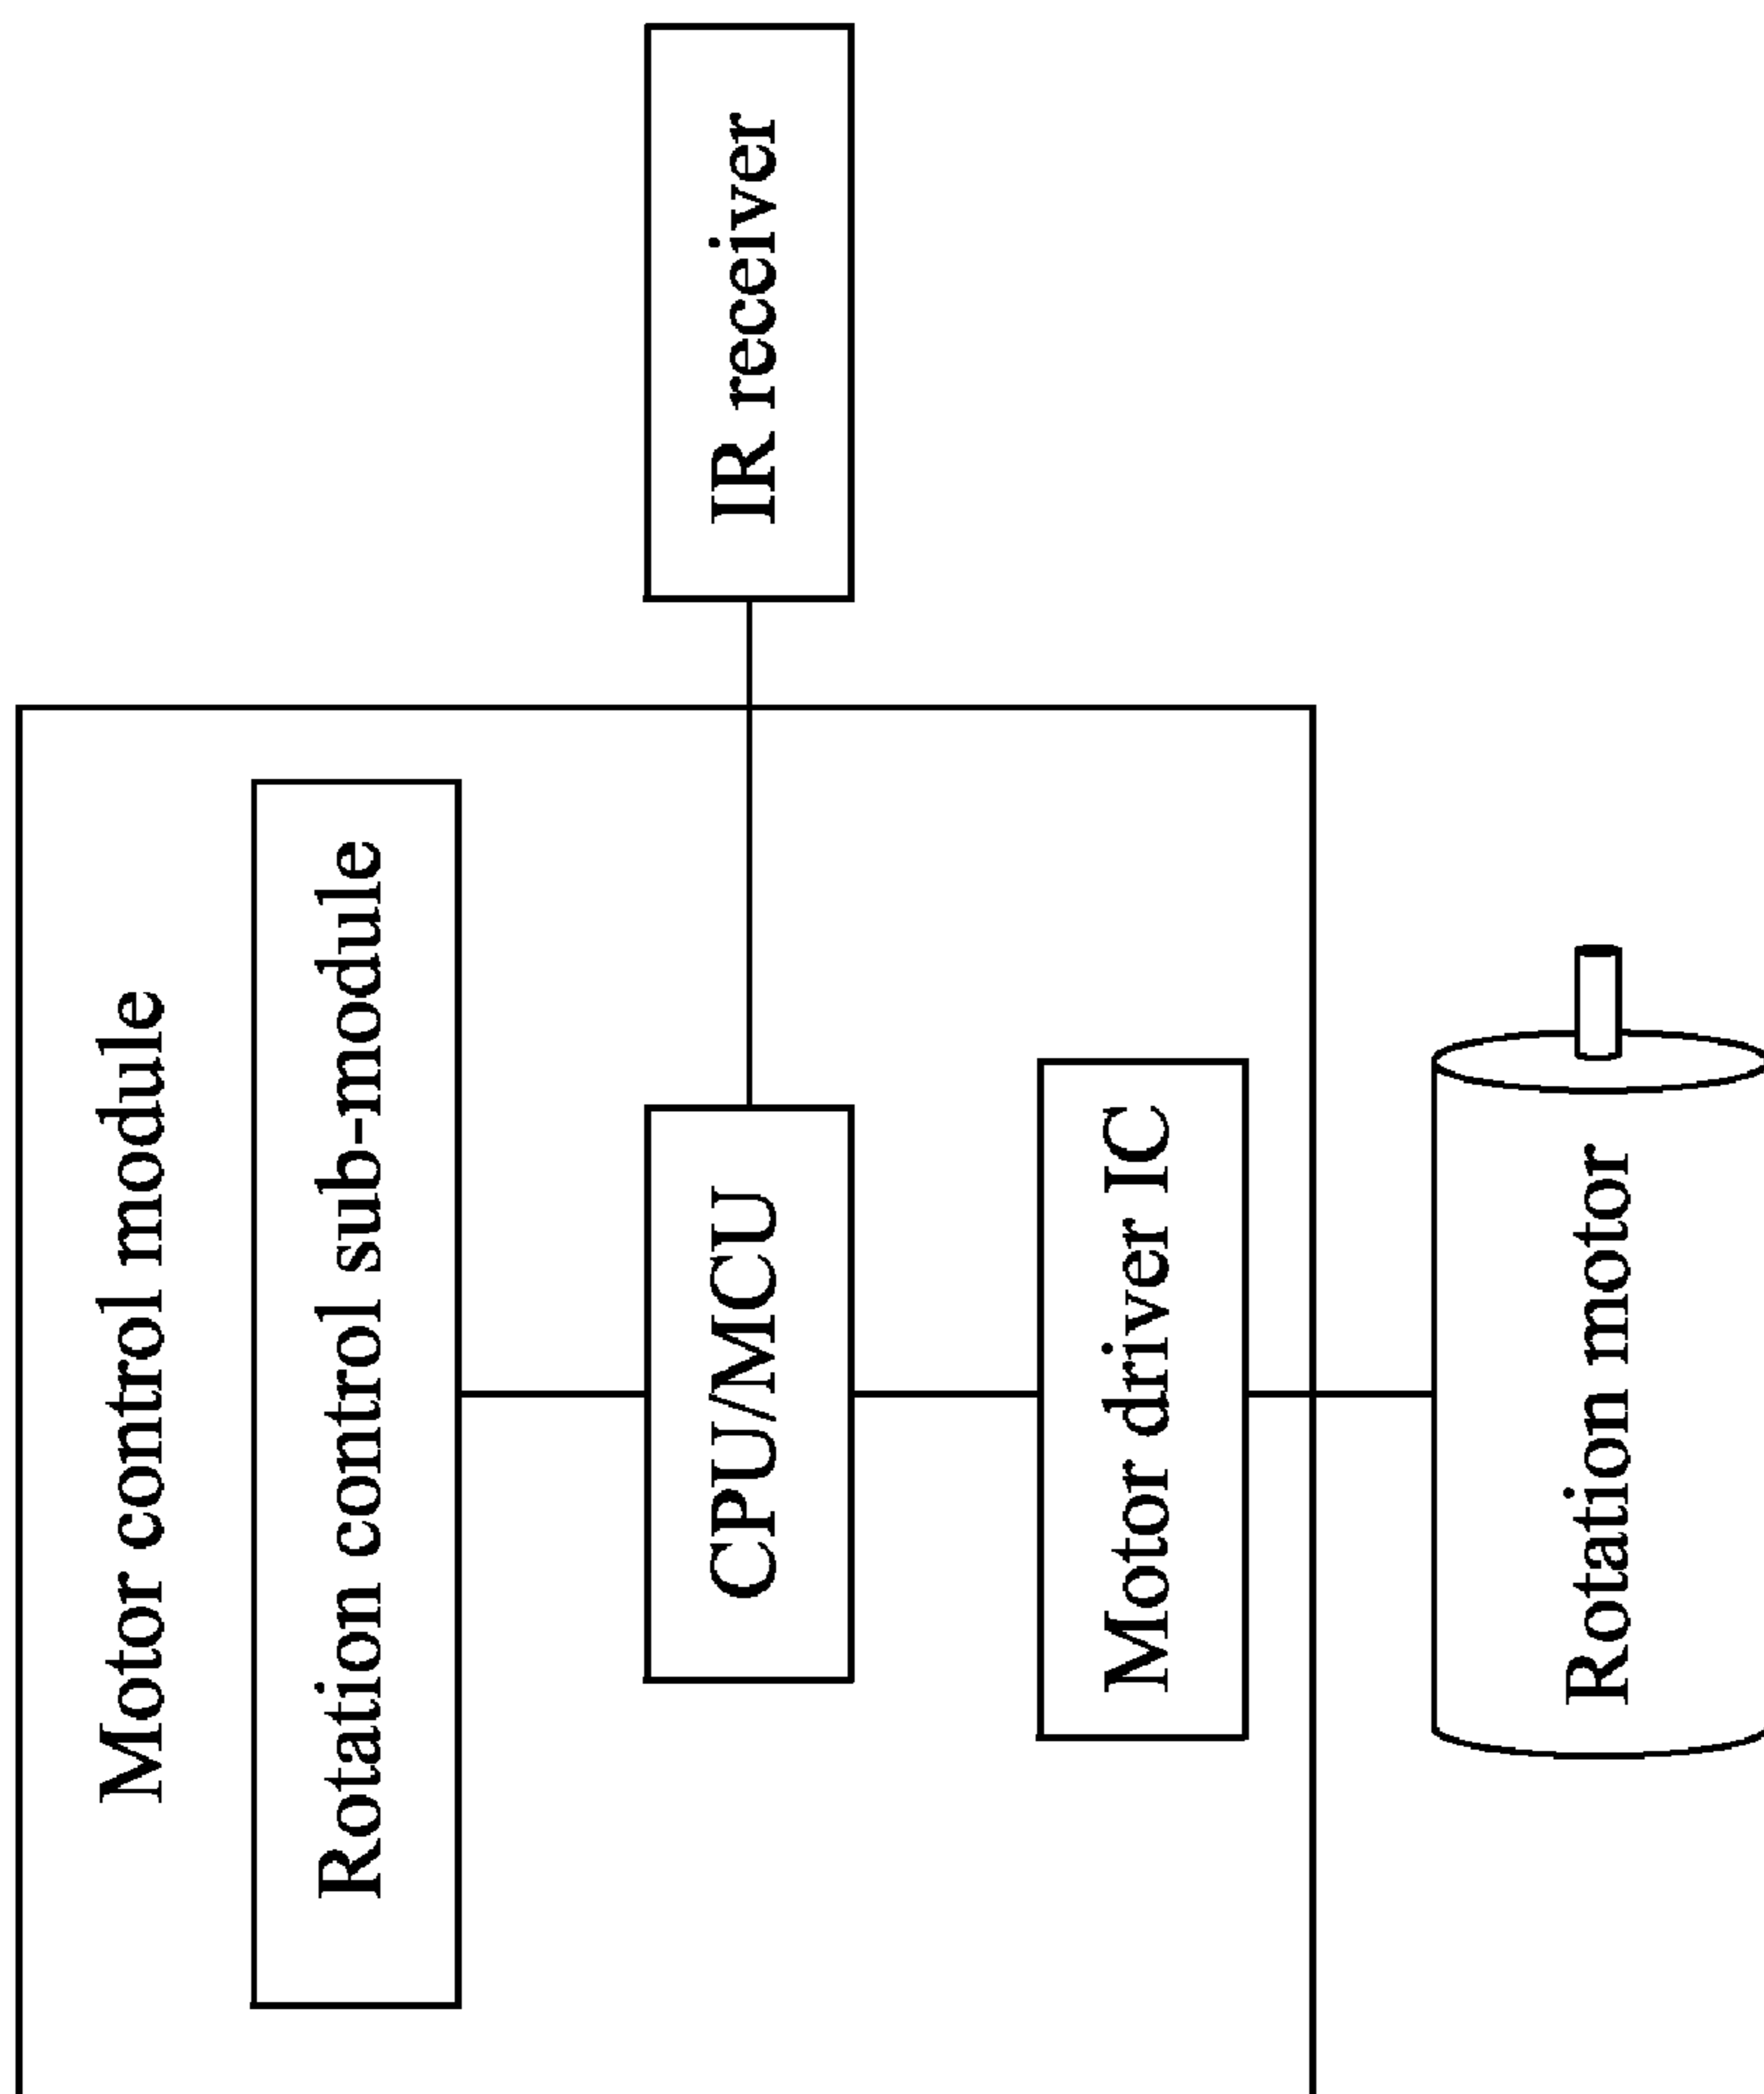 Motor control module
Rotation control sub-module
CPU/MCU
IR receiver
Motor driver IC
Rotation motor